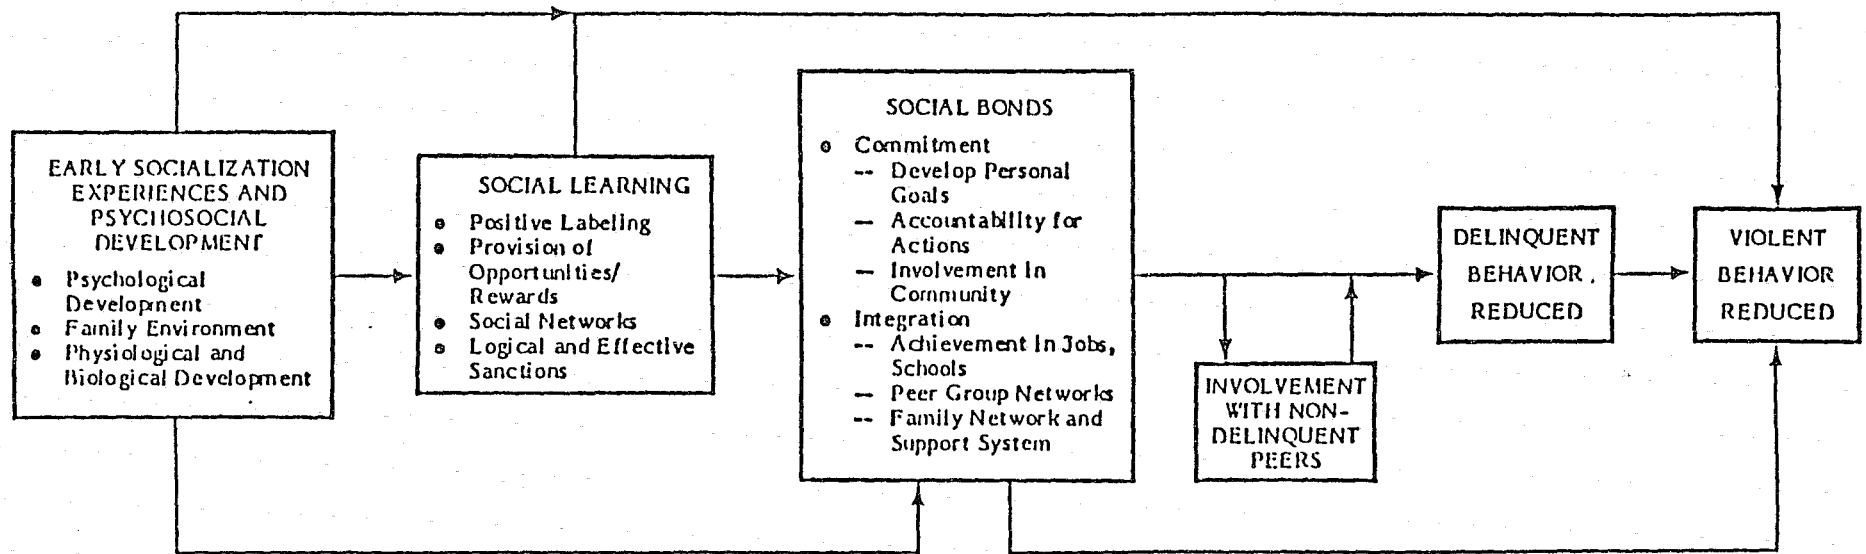 EARLY SOCIALIZATION
EXPERIENCES AND
PSYCHOSOCIAL
DEVELOPMENT
• Psychological
Development
• Family Environment
• Physiological and
Biological Development
SOCIAL LEARNING
• Positive Labeling
• Provision of
Opportunities/
Rewards
• Social Networks
• Logical and Effective
Sanctions
SOCIAL BONDS
• Commitment
-- Develop Personal
Goals
-- Accountability for
Actions
-- Involvement In
Community
• Integration
-- Achievement In Jobs,
Schools
-- Peer Group Networks
-- Family Network and
Support System
INVOLVEMENT
WITH NON-
DELINQUENT
PEERS
DELINQUENT
BEHAVIOR
REDUCED
VIOLENT
BEHAVIOR
REDUCED